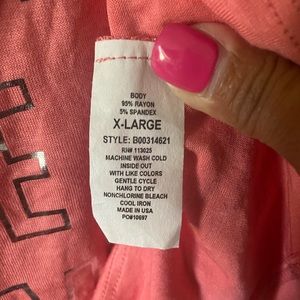 BODY
95% RAYON
5% SPANDEX
X-LARGE
STYLE: B00314621
RN# 113025
MACHINE WASH COLD
INSIDE OUT
WITH LIKE COLORS
GENTLE CYCLE
HANG TO DRY
NONCHLORINE BLEACH
COOL IRON
MADE IN USA
PO#10697